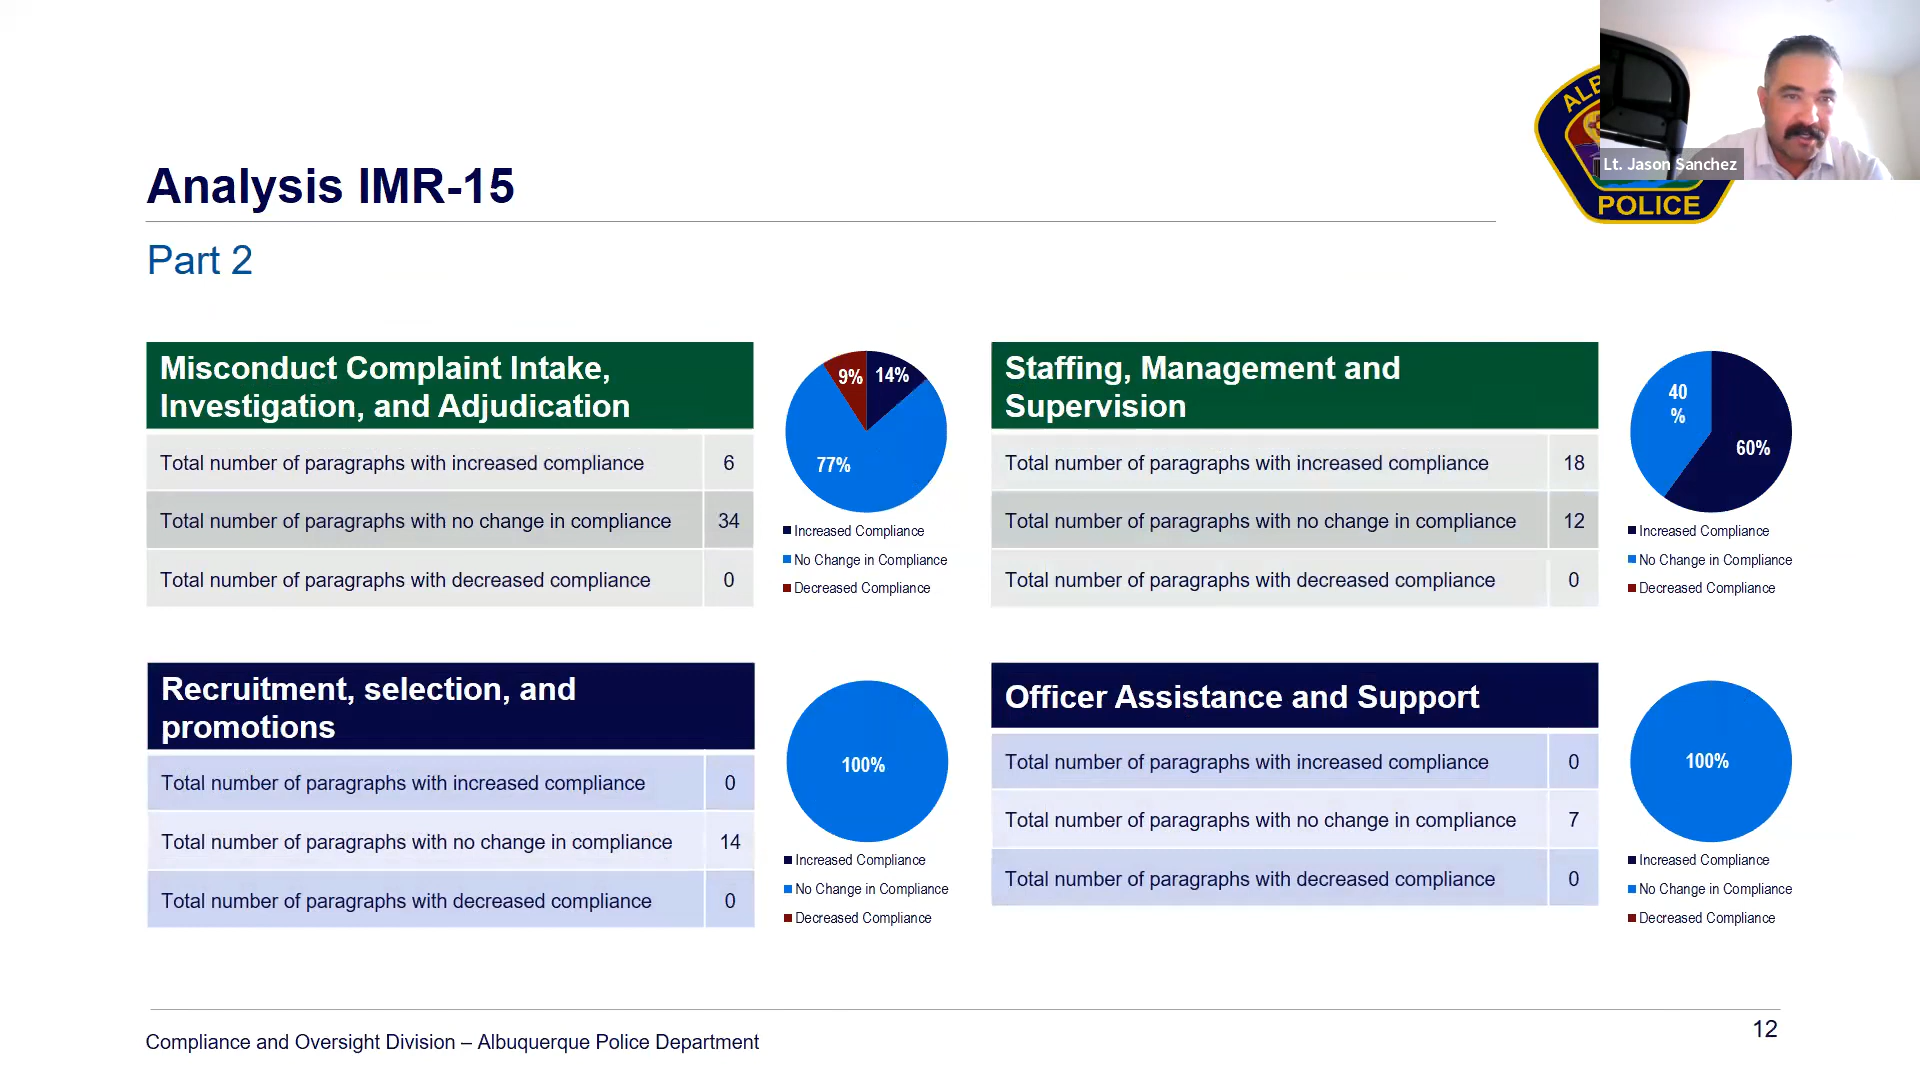 Lt. Jason Sanchez
POLICE
Analysis IMR-15
Part 2
Misconduct Complaint Intake,
Investigation, and Adjudication
Total number of paragraphs with increased compliance 6
Total number of paragraphs with no change in compliance 34
Total number of paragraphs with decreased compliance 0
9% 14%
77%
Increased Compliance
No Change in Compliance
Decreased Compliance
Staffing, Management and
Supervision
Total number of paragraphs with increased compliance 18
Total number of paragraphs with no change in compliance 12
Total number of paragraphs with decreased compliance 0
40
%
60%
Increased Compliance
No Change in Compliance
Decreased Compliance
Recruitment, selection, and
promotions
Total number of paragraphs with increased compliance 0
Total number of paragraphs with no change in compliance 14
Total number of paragraphs with decreased compliance 0
100%
Increased Compliance
No Change in Compliance
Decreased Compliance
Officer Assistance and Support
Total number of paragraphs with increased compliance 0
Total number of paragraphs with no change in compliance 7
Total number of paragraphs with decreased compliance 0
100%
Increased Compliance
No Change in Compliance
Decreased Compliance
Compliance and Oversight Division – Albuquerque Police Department
12